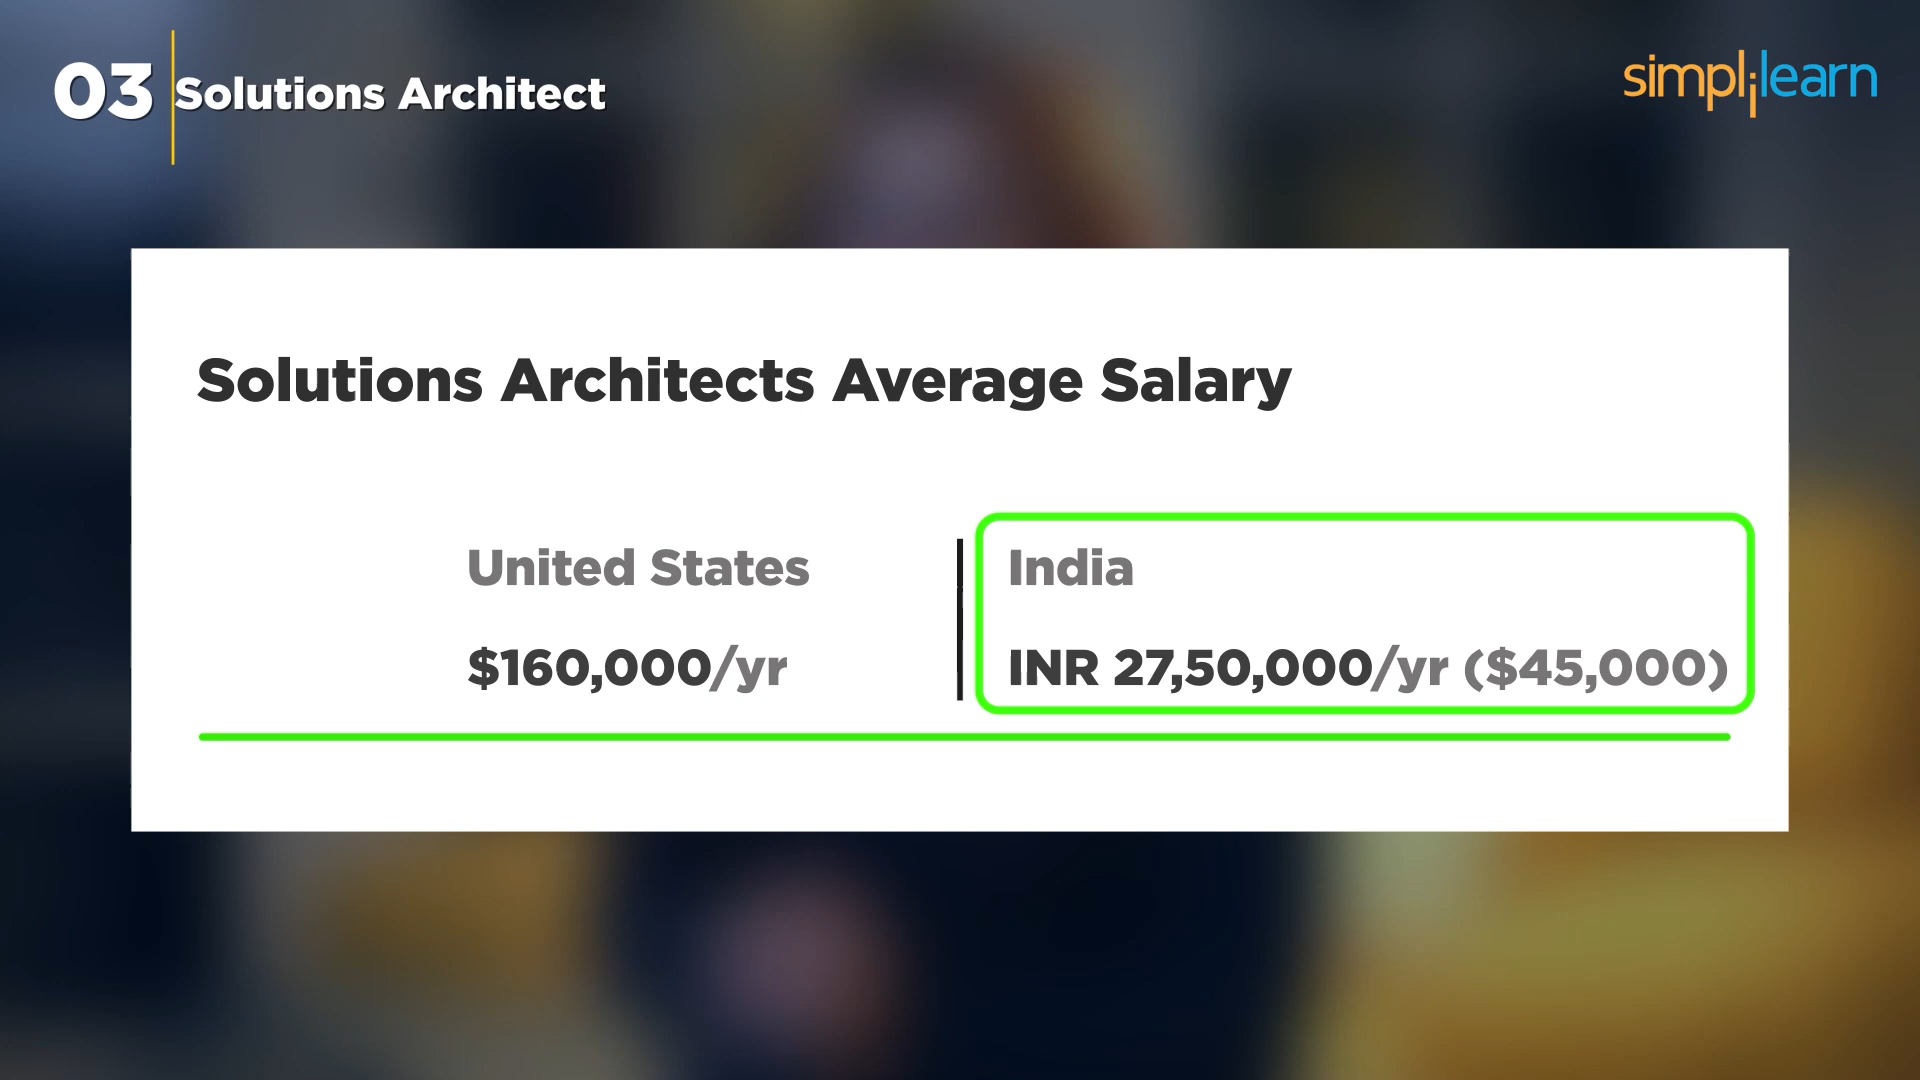 03
Solutions Architect
simplilearn
Solutions Architects Average Salary
United States
$160,000/yr
India
INR 27,50,000/yr ($45,000)